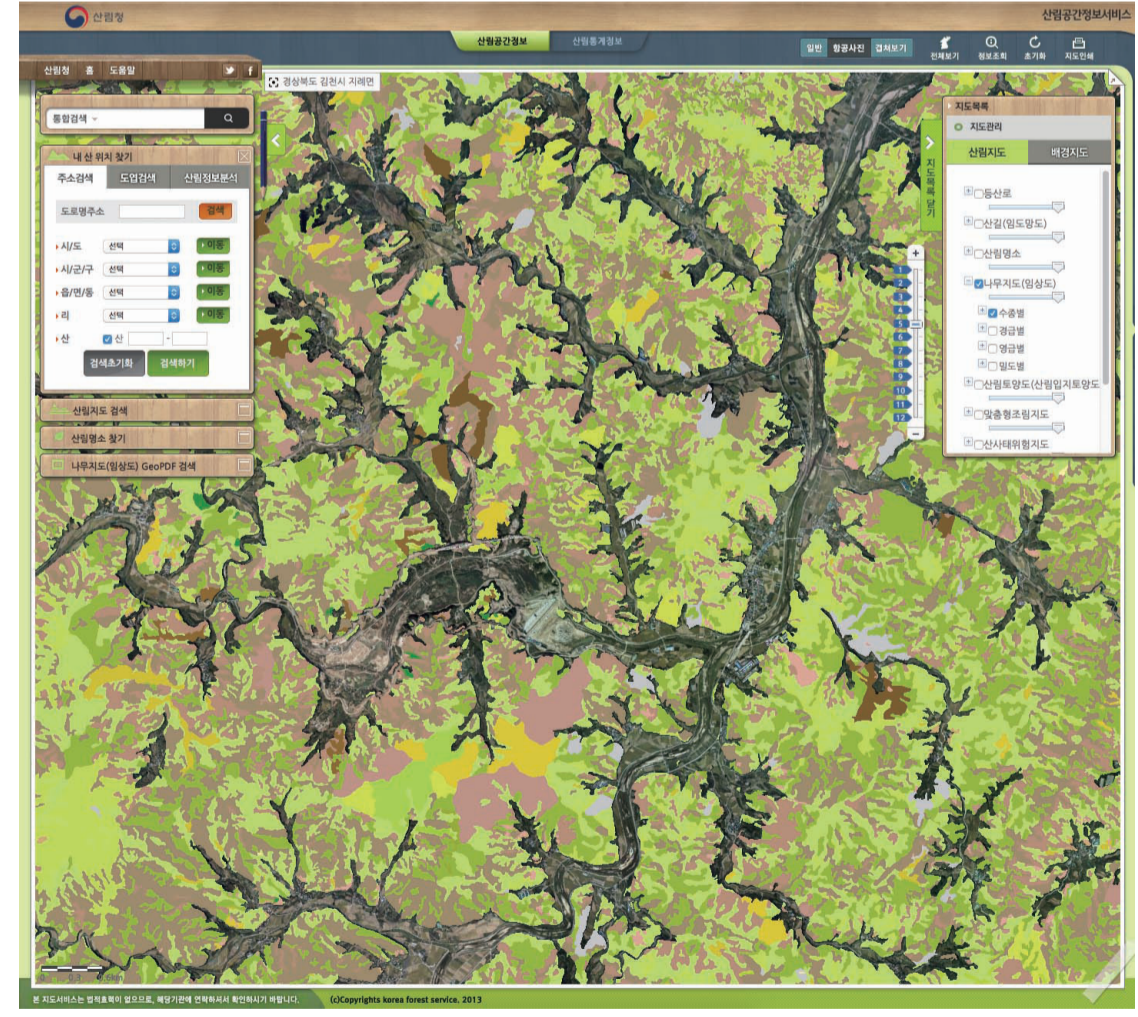 산림청
산림공간정보서비스
산림공간정보
산림통계정보
일반
항공사진
겹쳐보기
전체보기
정보조회
초기화
지도인쇄
산림청 홈 도움말
경상북도 김천시 지례면
통합검색
내 산 위치 찾기
주소검색
도엽검색
산림정보분석
도로명주소
검색
시/도 선택 이동
시/군/구 선택 이동
읍/면/동 선택 이동
리 선택 이동
산 산 -
검색초기화
검색하기
산림지도 검색
산림명소 찾기
나무지도(임상도) GeoPDF 검색
지도목록 닫기
1
2
3
4
5
6
7
8
9
10
11
12
지도목록
지도관리
산림지도
배경지도
등산로
산길(임도망도)
산림명소
나무지도(임상도)
수종별
경급별
영급별
밀도별
산림토양도(산림입지토양도
맞춤형조림지도
산사태위험지도
본 지도서비스는 법적효력이 없으므로, 해당기관에 연락하셔서 확인하시기 바랍니다.
(c)Copyrights korea forest service, 2013